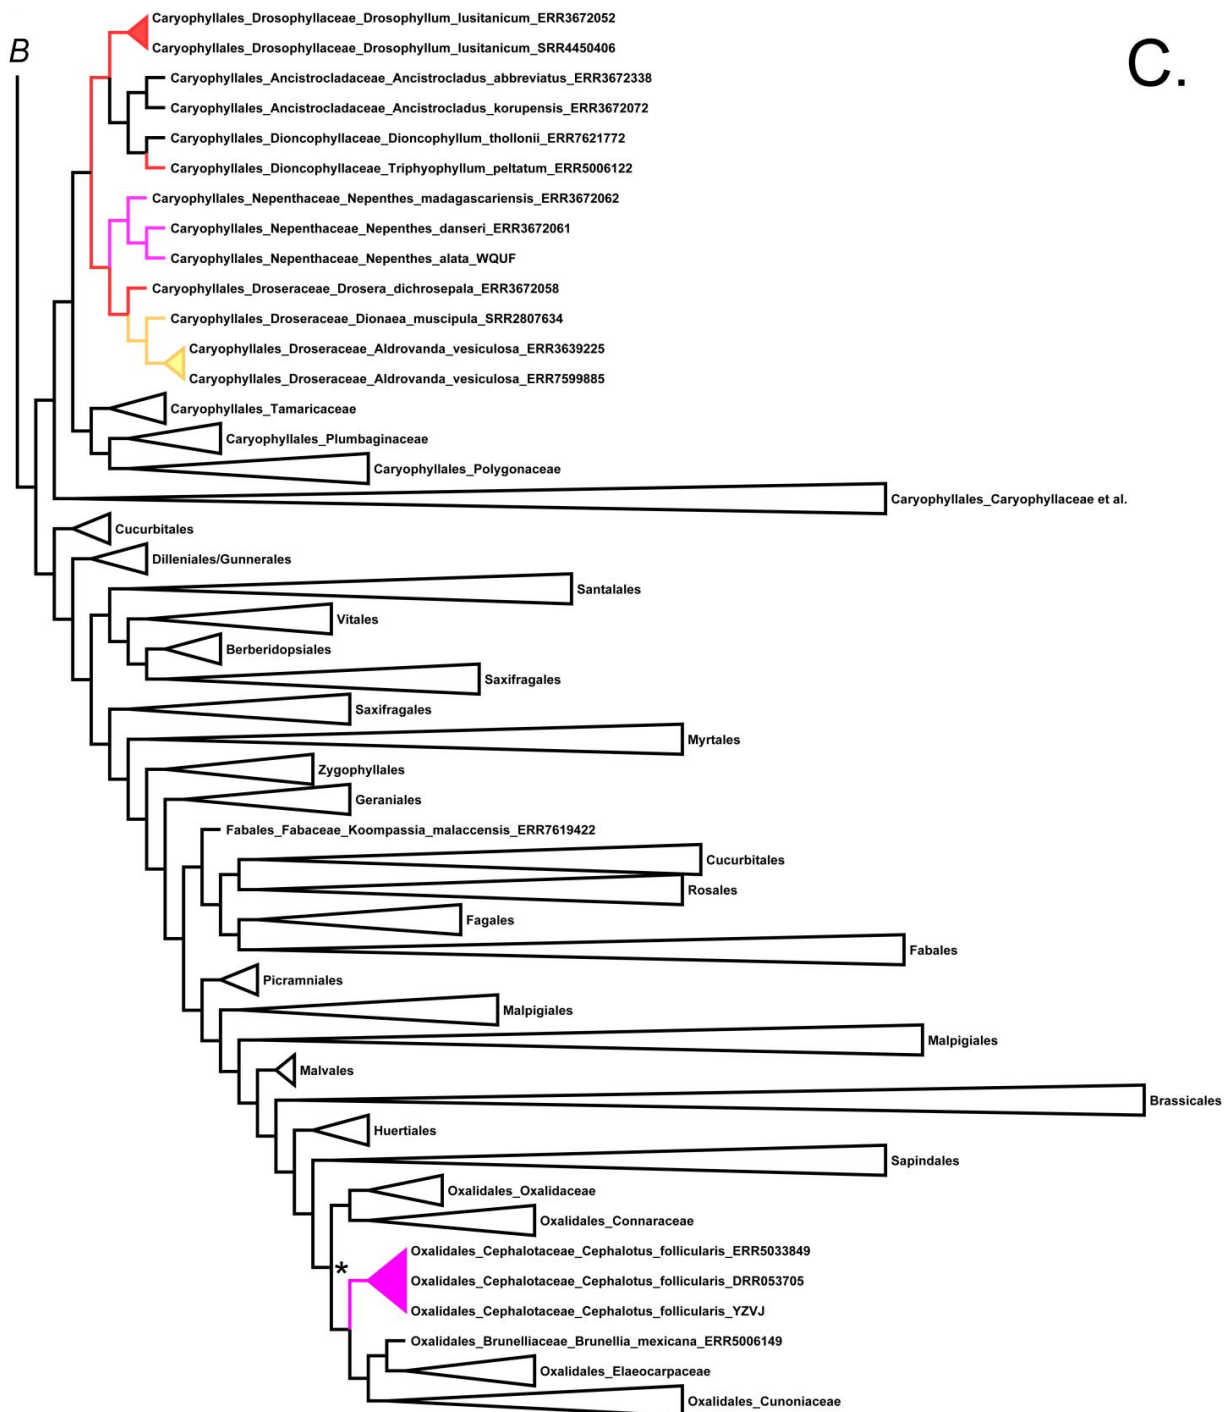 B
C.
Caryophyllales_Drosophyllaceae_Drosophyllum_lusitanicum_ERR3672052
Caryophyllales_Drosophyllaceae_Drosophyllum_lusitanicum_SRR4450406
Caryophyllales_Ancistrocladaceae_Ancistrocladus_abbreviatus_ERR3672338
Caryophyllales_Ancistrocladaceae_Ancistrocladus_korupensis_ERR3672072
Caryophyllales_Dioncophyllaceae_Dioncophyllum_thollonii_ERR7621772
Caryophyllales_Dioncophyllaceae_Triphyophyllum_peltatum_ERR5006122
Caryophyllales_Nepenthaceae_Nepenthes_madagascariensis_ERR3672062
Caryophyllales_Nepenthaceae_Nepenthes_danseri_ERR3672061
Caryophyllales_Nepenthaceae_Nepenthes_alata_WQUF
Caryophyllales_Droseraceae_Drosera_dichrosepala_ERR3672058
Caryophyllales_Droseraceae_Dionaea_muscipula_SRR2807634
Caryophyllales_Droseraceae_Aldrovanda_vesiculosa_ERR3639225
Caryophyllales_Droseraceae_Aldrovanda_vesiculosa_ERR7599885
Caryophyllales_Tamaricaceae
Caryophyllales_Plumbaginaceae
Caryophyllales_Polygonaceae
Caryophyllales_Caryophyllaceae et al.
Cucurbitales
Dilleniales/Gunnerales
Santalales
Vitales
Berberidopsiales
Saxifragales
Saxifragales
Myrtales
Zygophyllales
Geraniales
Fabales_Fabaceae_Koompassia_malaccensis_ERR7619422
Cucurbitales
Rosales
Fagales
Fabales
Picramniales
Malpigiales
Malpigiales
Malvales
Brassicales
Huertiales
Sapindales
Oxalidales_Oxalidaceae
Oxalidales_Connaraceae
Oxalidales_Cephalotaceae_Cephalotus_follicularis_ERR5033849
*
Oxalidales_Cephalotaceae_Cephalotus_follicularis_DRR053705
Oxalidales_Cephalotaceae_Cephalotus_follicularis_YZVJ
Oxalidales_Brunelliaceae_Brunellia_mexicana_ERR5006149
Oxalidales_Elaeocarpaceae
Oxalidales_Cunoniaceae